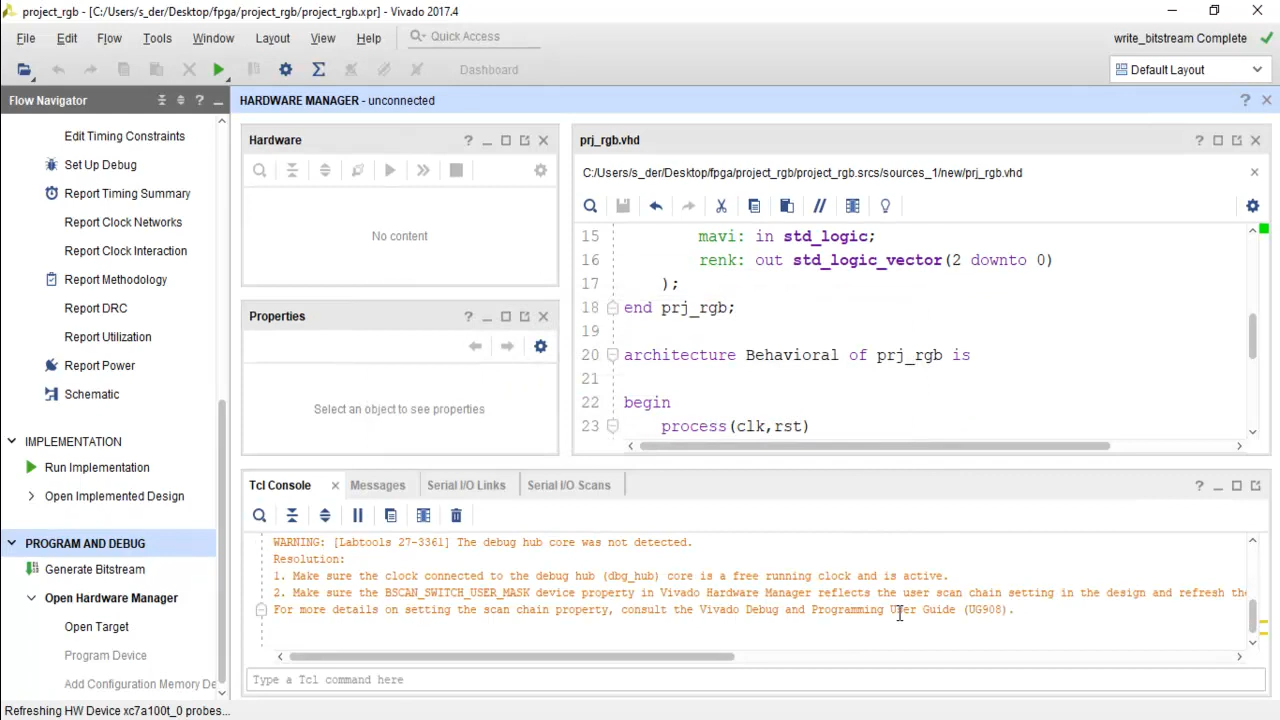 project_rgb - [C:/Users/s_der/Desktop/fpga/project_rgb/project_rgb.xpr] - Vivado 2017.4
File Edit Flow Tools Window Layout View Help Quick Access write_bitstream Complete
Dashboard Default Layout
Flow Navigator
HARDWARE MANAGER - unconnected
Edit Timing Constraints
Set Up Debug
Report Timing Summary
Report Clock Networks
Report Clock Interaction
Report Methodology
Report DRC
Report Utilization
Report Power
Schematic
IMPLEMENTATION
Run Implementation
Open Implemented Design
PROGRAM AND DEBUG
Generate Bitstream
Open Hardware Manager
Open Target
Program Device
Add Configuration Memory De
Hardware
No content
Properties
Select an object to see properties
prj_rgb.vhd
C:/Users/s_der/Desktop/fpga/project_rgb/project_rgb.srcs/sources_1/new/prj_rgb.vhd
15 mavi: in std_logic;
16 renk: out std_logic_vector(2 downto 0)
17 );
18 end prj_rgb;
19
20 architecture Behavioral of prj_rgb is
21
22 begin
23 process(clk,rst)
Tcl Console Messages Serial I/O Links Serial I/O Scans
WARNING: [Labtools 27-3361] The debug hub core was not detected.
Resolution:
1. Make sure the clock connected to the debug hub (dbg_hub) core is a free running clock and is active.
2. Make sure the BSCAN_SWITCH_USER_MASK device property in Vivado Hardware Manager reflects the user scan chain setting in the design and refresh the
For more details on setting the scan chain property, consult the Vivado Debug and Programming User Guide (UG908).
Type a Tcl command here
Refreshing HW Device xc7a100t_0 probes...